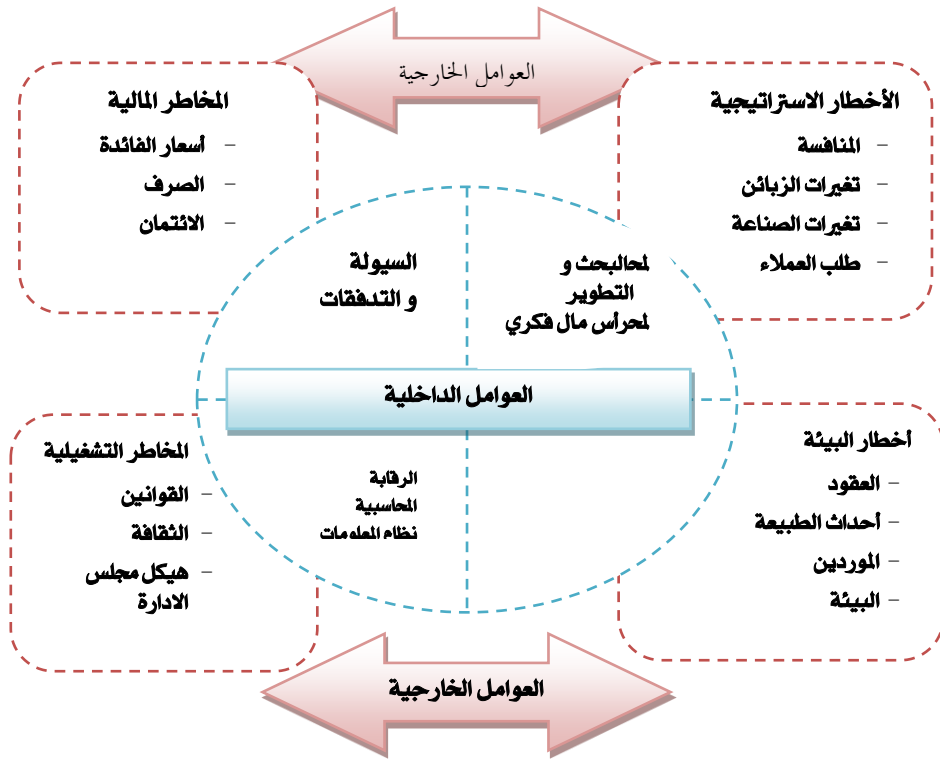 العوامل الخارجية
الأخطار الاستراتيجية
– المنافسة
– تغيرات الزبائن
– تغيرات الصناعة
– طلب العملاء
المخاطر المالية
– أسعار الفائدة
– الصرف
– الائتمان
لمحالبحث و
التطوير
لمحرأس مال فكري
السيولة
و التدفقات
العوامل الداخلية
أخطار البيئة
– العقود
– أحداث الطبيعة
– الموردين
– البيئة
الرقابة
المحاسبية
نظام المعلومات
المخاطر التشغيلية
– القوانين
– الثقافة
– هيكل مجلس
الادارة
العوامل الخارجية